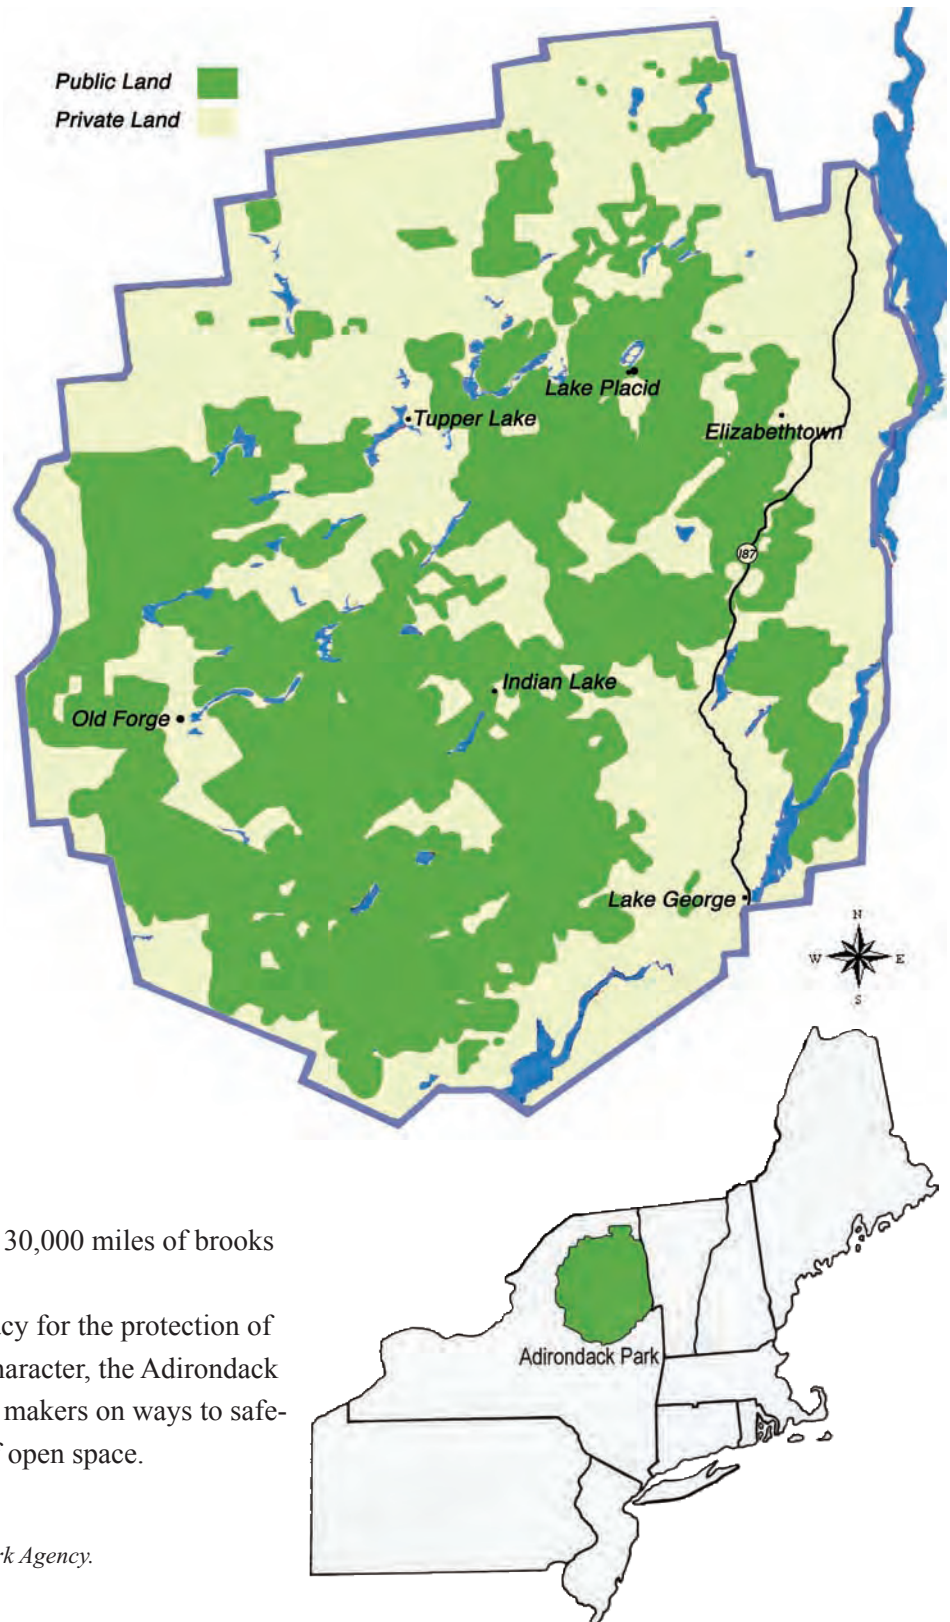 Public Land
Private Land
Lake Placid
Tupper Lake
Elizabethtown
187
Indian Lake
Old Forge
Lake George
N
W E
S
30,000 miles of brooks
cy for the protection of
haracter, the Adirondack
makers on ways to safe-
f open space.
rk Agency.
Adirondack Park